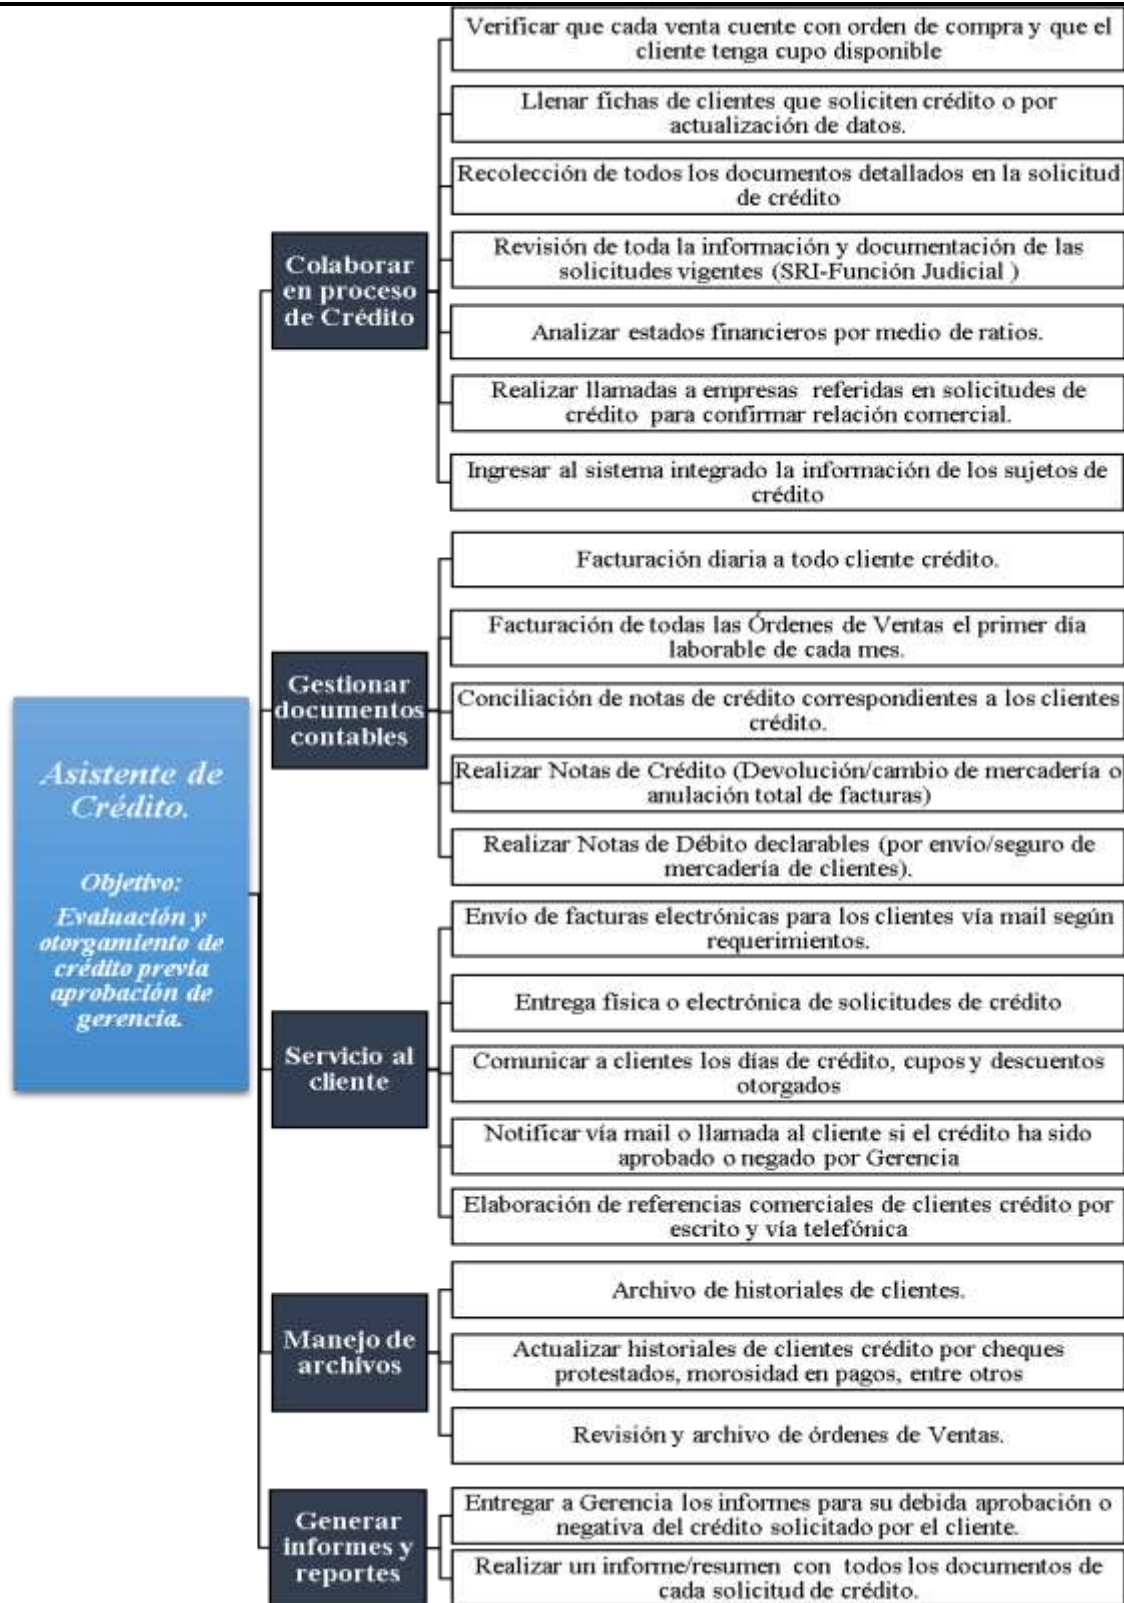 Asistente de
Crédito.
Objetivo:
Evaluación y
otorgamiento de
crédito previa
aprobación de
gerencia.
Colaborar
en proceso
de Crédito
Verificar que cada venta cuente con orden de compra y que el
cliente tenga cupo disponible
Llenar fichas de clientes que soliciten crédito o por
actualización de datos.
Recolección de todos los documentos detallados en la solicitud
de crédito
Revisión de toda la información y documentación de las
solicitudes vigentes (SRI-Función Judicial )
Analizar estados financieros por medio de ratios.
Realizar llamadas a empresas referidas en solicitudes de
crédito para confirmar relación comercial.
Ingresar al sistema integrado la información de los sujetos de
crédito
Gestionar
documentos
contables
Facturación diaria a todo cliente crédito.
Facturación de todas las Órdenes de Ventas el primer día
laborable de cada mes.
Conciliación de notas de crédito correspondientes a los clientes
crédito.
Realizar Notas de Crédito (Devolución/cambio de mercadería o
anulación total de facturas)
Realizar Notas de Débito declarables (por envío/seguro de
mercadería de clientes).
Servicio al
cliente
Envío de facturas electrónicas para los clientes vía mail según
requerimientos.
Entrega física o electrónica de solicitudes de crédito
Comunicar a clientes los días de crédito, cupos y descuentos
otorgados
Notificar vía mail o llamada al cliente si el crédito ha sido
aprobado o negado por Gerencia
Elaboración de referencias comerciales de clientes crédito por
escrito y vía telefónica
Manejo de
archivos
Archivo de historiales de clientes.
Actualizar historiales de clientes crédito por cheques
protestados, morosidad en pagos, entre otros
Revisión y archivo de órdenes de Ventas.
Generar
informes y
reportes
Entregar a Gerencia los informes para su debida aprobación o
negativa del crédito solicitado por el cliente.
Realizar un informe/resumen con todos los documentos de
cada solicitud de crédito.